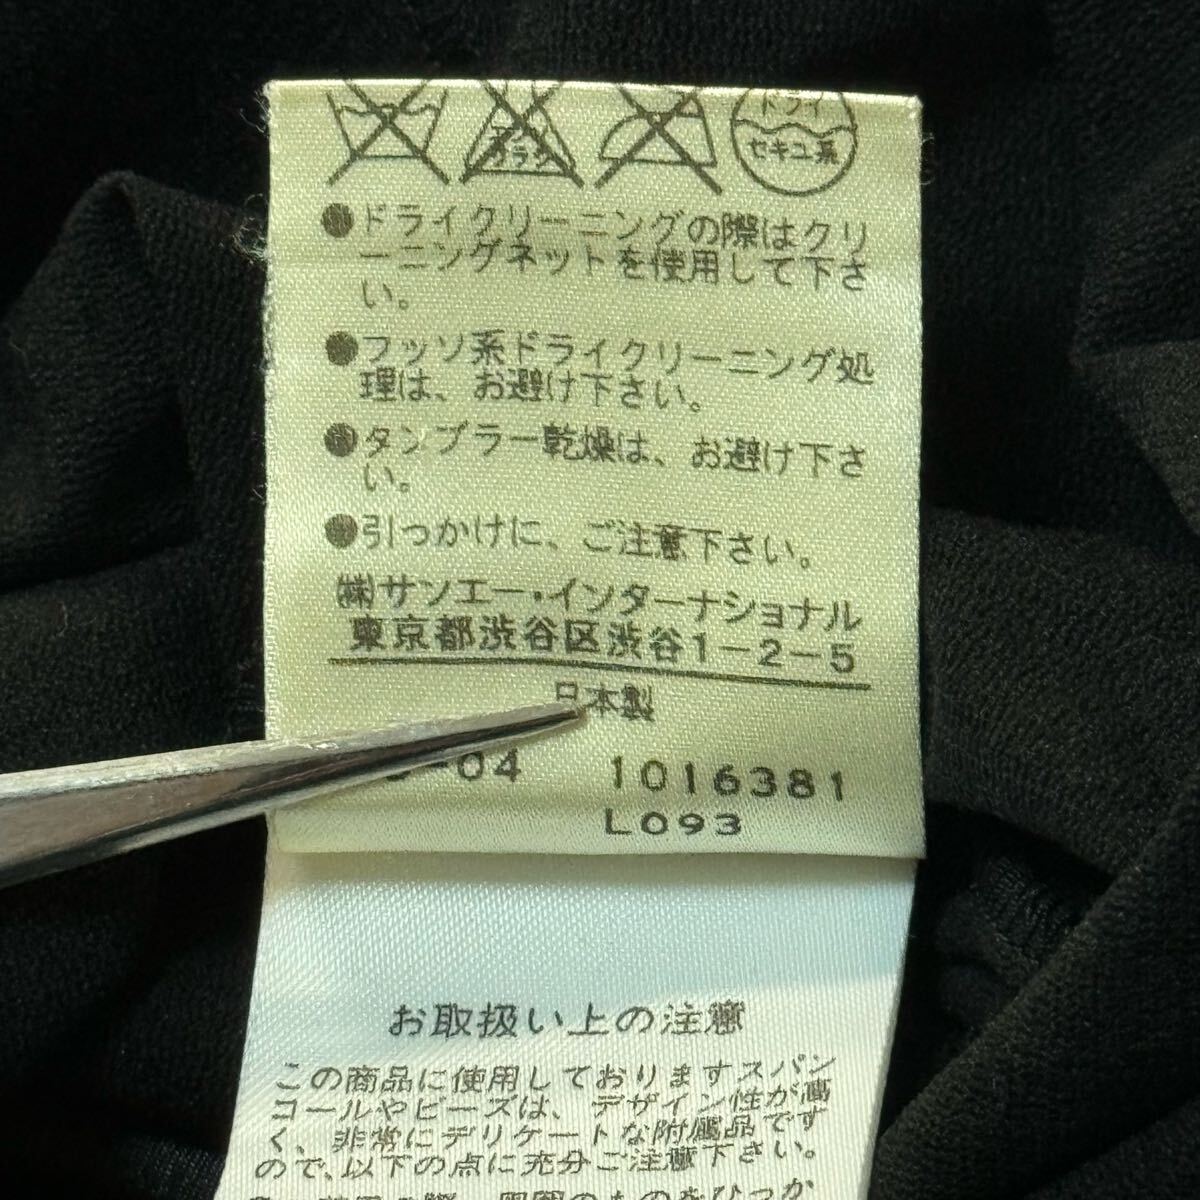 ドライ
セキユ系
●ドライクリーニングの際はクリ
ーニングネットを使用して下さ
い。
●フッソ系ドライクリーニング処
理は、お避け下さい。
●タンブラー乾燥は、お避け下さ
い。
●引っかけに、ご注意下さい。
㈱サンエー・インターナショナル
東京都渋谷区渋谷1-2-5
日本製
-04 1016381
L093
お取扱い上の注意
この商品に使用しておりますスパン
コールやビーズは、デザイン性が高
く、非常にデリケートな附属品です
ので、以下の点に充分ご注意下さい。